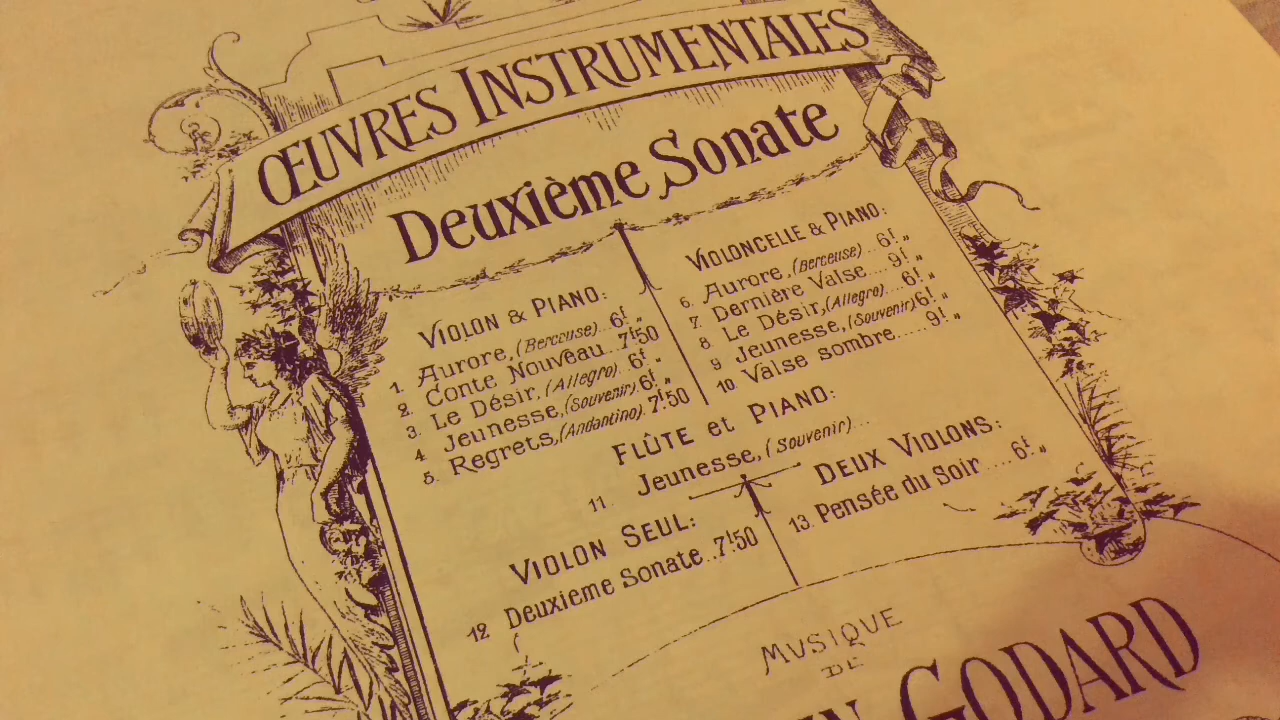 ŒUVRES INSTRUMENTALES
Deuxième Sonate
VIOLON & PIANO:
1. Aurore, (Berceuse)... 6f. „
2. Conte Nouveau.. 7f.50
3. Le Désir, (Allegro). 6f. „
4. Jeunesse, (Souvenir). 6f. „
5. Regrets, (Andantino). 7f.50
VIOLONCELLE & PIANO:
6. Aurore, (Berceuse)... 6f. „
7. Dernière Valse.... 9f. „
8. Le Désir, (Allegro)... 6f. „
9 Jeunesse, (Souvenir). 6f. „
10. Valse sombre..... 9f. „
FLÛTE et PIANO:
11. Jeunesse, (Souvenir)...
VIOLON SEUL:
12 Deuxieme Sonate.. 7f.50
DEUX VIOLONS:
13. Pensée du Soir .... 6f. „
MUSIQUE
DE
GODARD